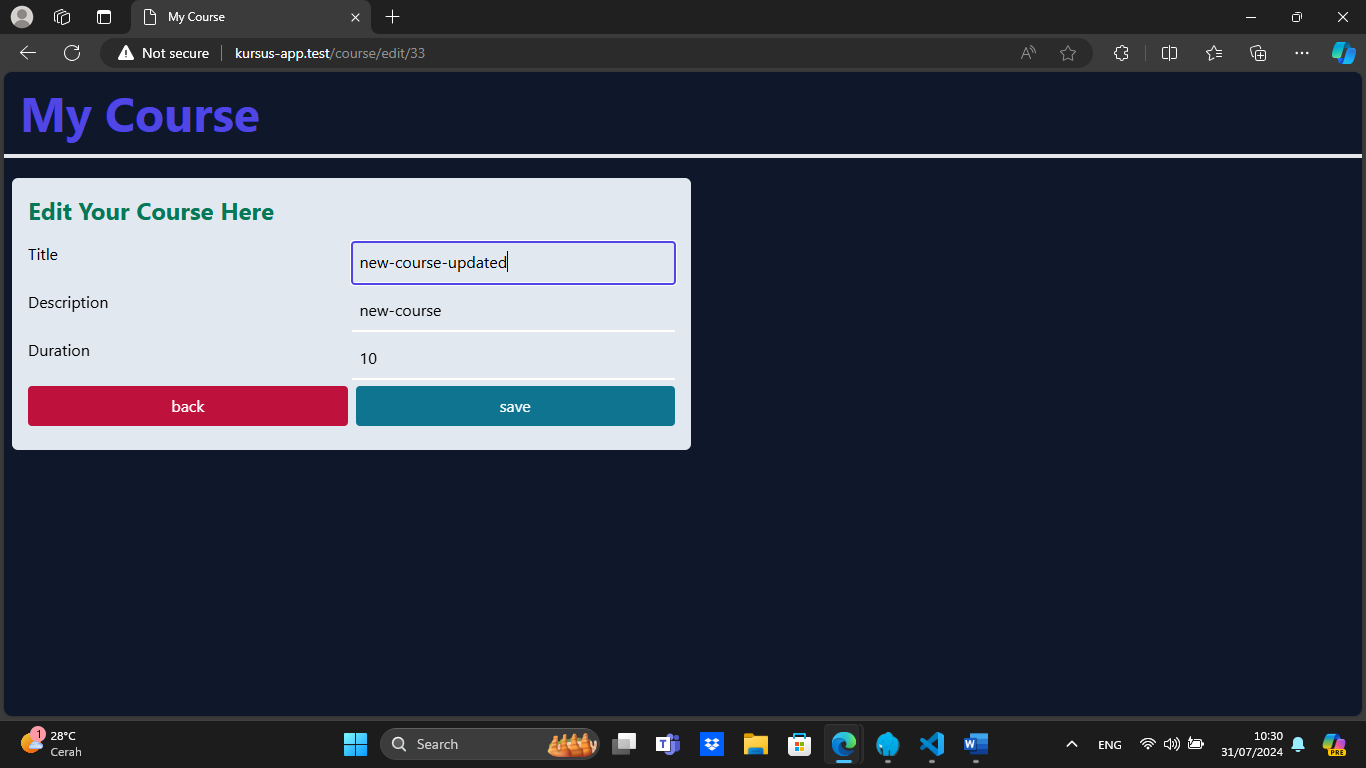 My Course
Not secure kursus-app.test/course/edit/33
My Course
Edit Your Course Here
Title new-course-updated
Description new-course
Duration 10
back save
1 28°C
Cerah
Search
ENG
10:30
31/07/2024
PRE